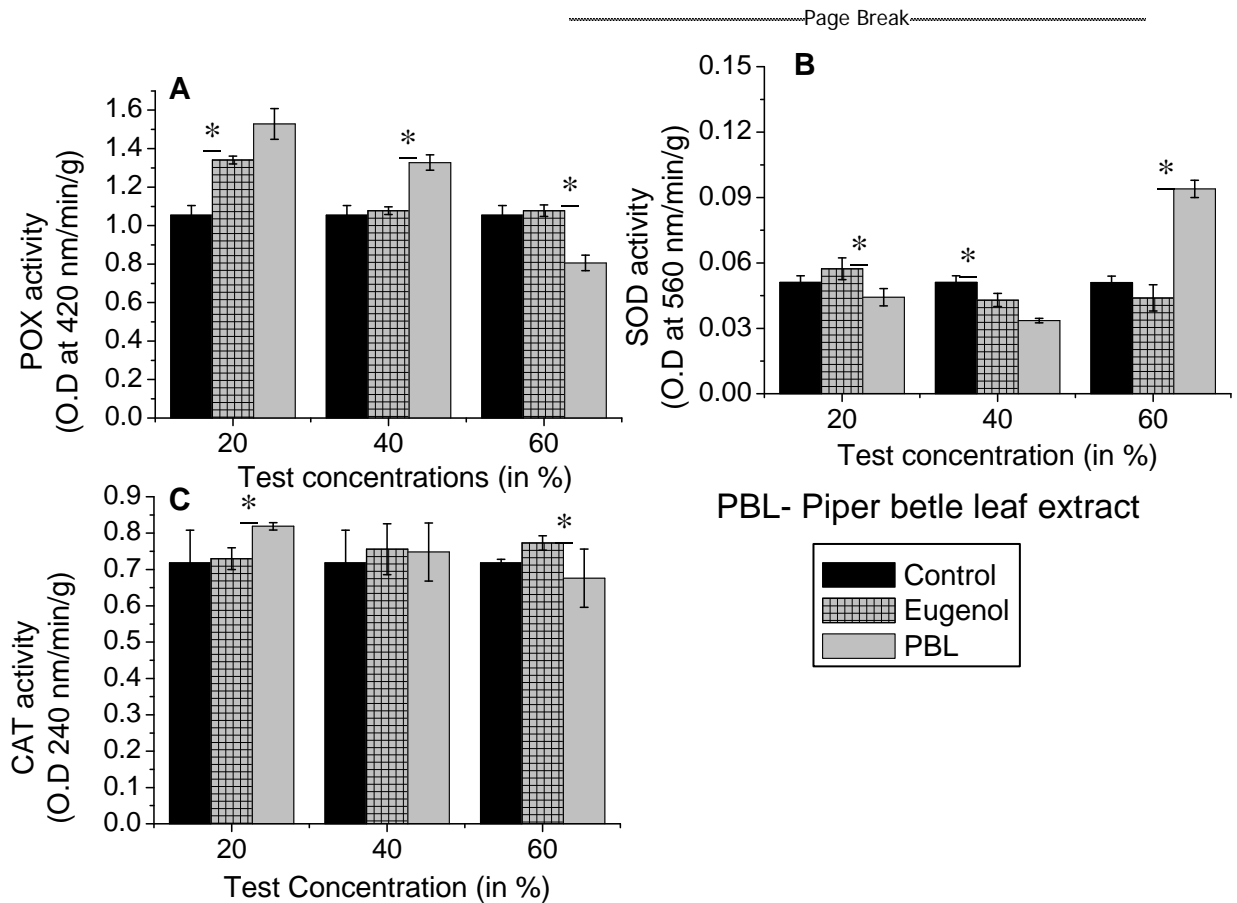 Page Break
A
POX activity
(O.D at 420 nm/min/g)
1.6
1.4
1.2
1.0
0.8
0.6
0.4
0.2
0.0
*
*
*
20 40 60
Test concentrations (in %)
B
SOD activity
(O.D at 560 nm/min/g)
0.15
0.12
0.09
0.06
0.03
0.00
*
*
*
20 40 60
Test concentration (in %)
C
CAT activity
(O.D 240 nm/min/g)
0.9
0.8
0.7
0.6
0.5
0.4
0.3
0.2
0.1
0.0
*
*
20 40 60
Test Concentration (in %)
PBL- Piper betle leaf extract
Control
Eugenol
PBL